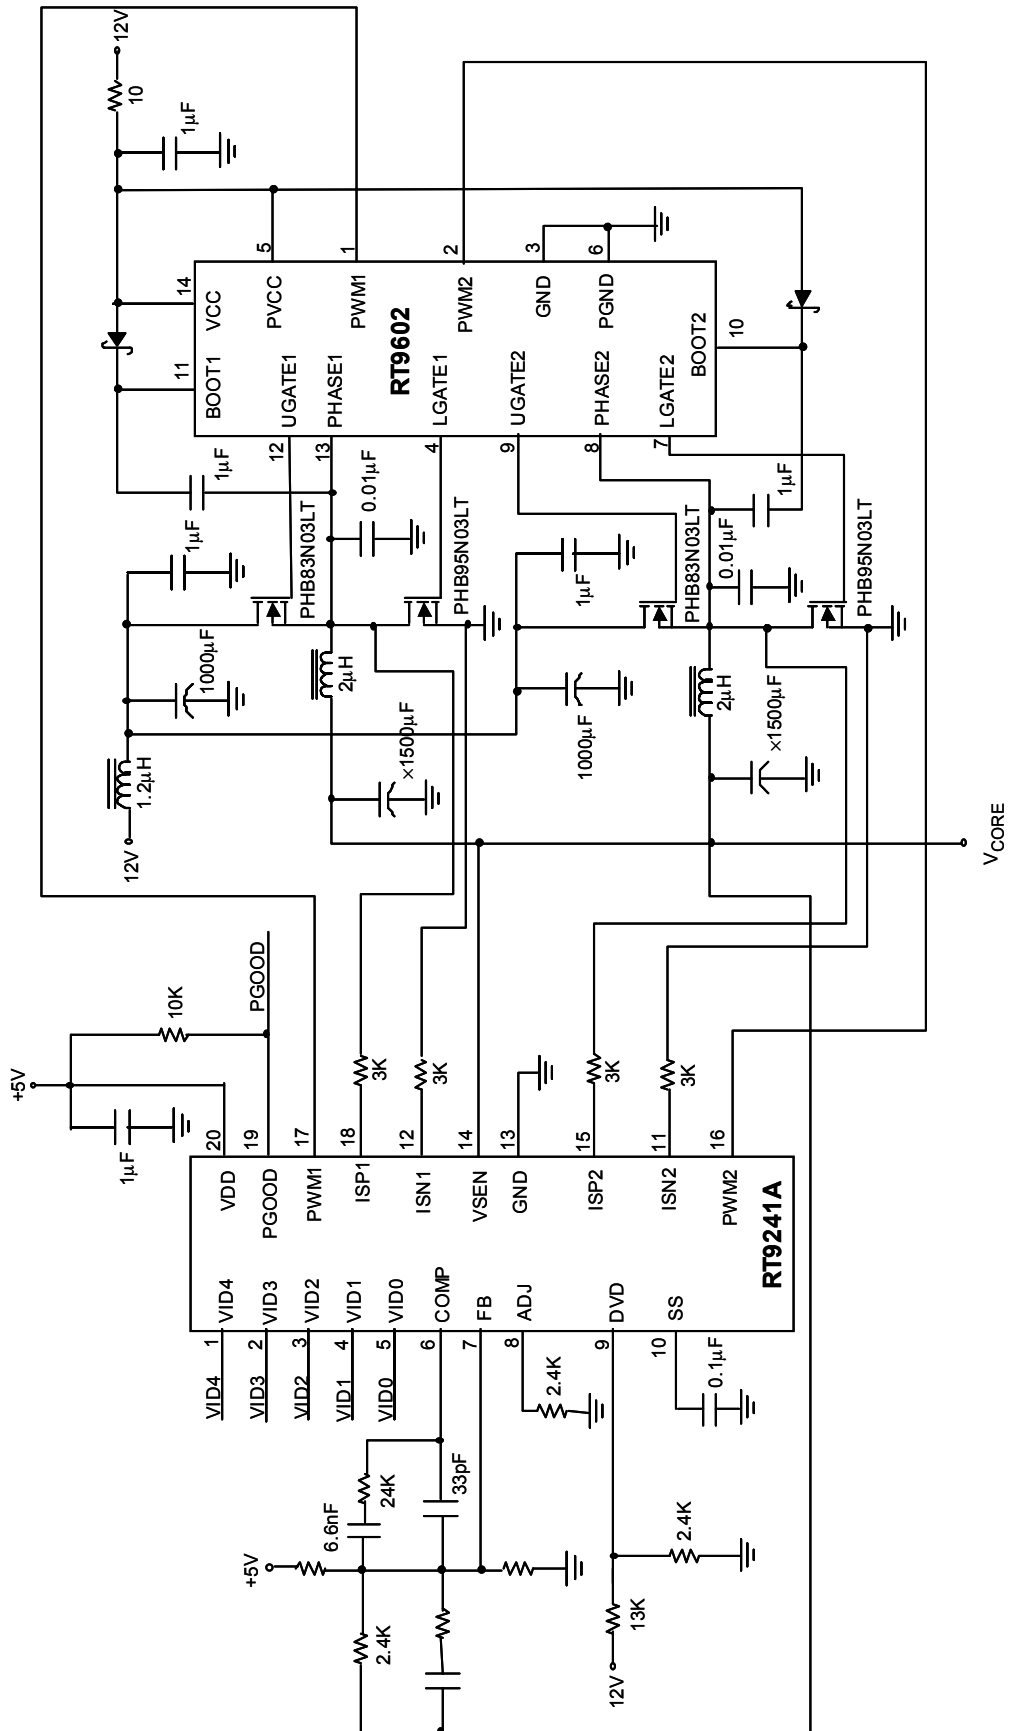 12V
10
1µF
5
1
2
3
6
14
VCC
PVCC
PWM1
PWM2
GND
PGND
RT9602
11
BOOT1
UGATE1
PHASE1
LGATE1
UGATE2
PHASE2
LGATE2
BOOT2
10
12
13
4
9
8
7
1µF
1µF
0.01µF
PHB83N03LT
PHB95N03LT
1µF
PHB83N03LT
0.01µF
1µF
PHB95N03LT
1000µF
2µH
1000µF
2µH
1.2µH
×1500µF
×1500µF
12V
VCORE
PGOOD
10K
+5V
1µF
3K
3K
3K
3K
20
19
17
18
12
14
13
15
11
16
VDD
PGOOD
PWM1
ISP1
ISN1
VSEN
GND
ISP2
ISN2
PWM2
RT9241A
VID4
VID3
VID2
VID1
VID0
COMP
FB
ADJ
DVD
SS
1
2
3
4
5
6
7
8
9
10
VID4
VID3
VID2
VID1
VID0
2.4K
0.1µF
24K
33pF
6.6nF
+5V
2.4K
2.4K
13K
12V